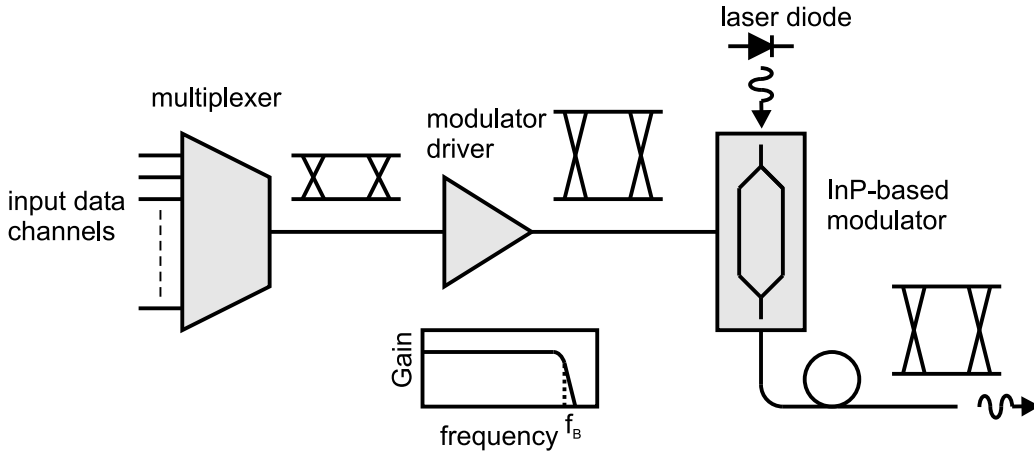 laser diode
multiplexer
modulator
driver
input data
channels
InP-based
modulator
Gain
frequency
f_B